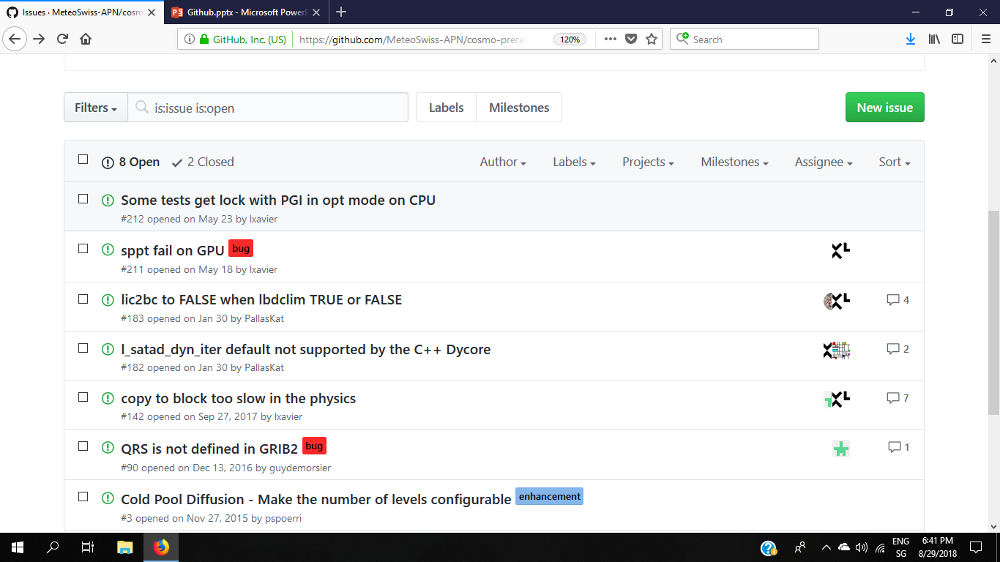 Issues · MeteoSwiss-APN/cosm
Github.pptx - Microsoft PowerP
GitHub, Inc. (US)
https://github.com/MeteoSwiss-APN/cosmo-prere
120%
Search
Filters
is:issue is:open
Labels
Milestones
New issue
8 Open
2 Closed
Author
Labels
Projects
Milestones
Assignee
Sort
Some tests get lock with PGI in opt mode on CPU
#212 opened on May 23 by lxavier
sppt fail on GPU bug
#211 opened on May 18 by lxavier
lic2bc to FALSE when lbdclim TRUE or FALSE
4
#183 opened on Jan 30 by PallasKat
l_satad_dyn_iter default not supported by the C++ Dycore
2
#182 opened on Jan 30 by PallasKat
copy to block too slow in the physics
7
#142 opened on Sep 27, 2017 by lxavier
QRS is not defined in GRIB2 bug
1
#90 opened on Dec 13, 2016 by guydemorsier
Cold Pool Diffusion - Make the number of levels configurable enhancement
#3 opened on Nov 27, 2015 by pspoerri
ENG
SG
6:41 PM
8/29/2018